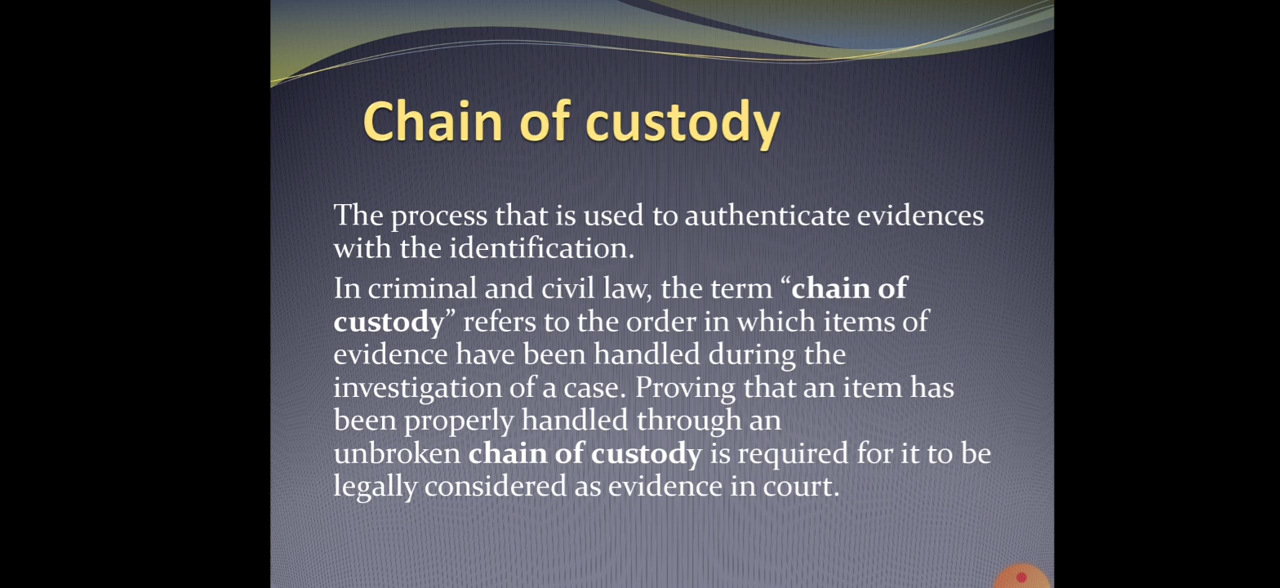 Chain of custody
The process that is used to authenticate evidences
with the identification.
In criminal and civil law, the term “chain of
custody” refers to the order in which items of
evidence have been handled during the
investigation of a case. Proving that an item has
been properly handled through an
unbroken chain of custody is required for it to be
legally considered as evidence in court.